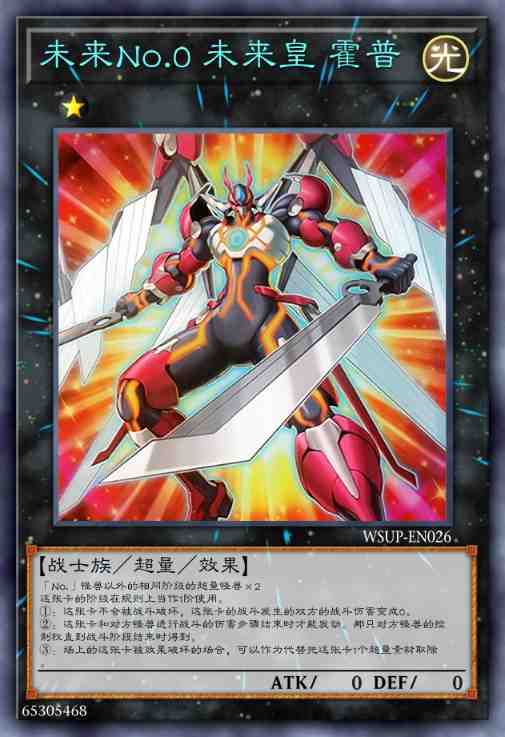 未来No.0 未来皇 霍普
光
WSUP-EN026
【战士族／超量／效果】
「No.」怪兽以外的相同阶级的超量怪兽×2
这张卡的阶级在规则上当作1阶使用。
①：这张卡不会被战斗破坏，这张卡的战斗发生的双方的战斗伤害变成0。
②：这张卡和对方怪兽进行战斗的伤害步骤结束时才能发动。那只对方怪兽的控
制权直到战斗阶段结束时得到。
③：场上的这张卡被效果破坏的场合，可以作为代替把这张卡1个超量素材取除
。
ATK/ 0 DEF/ 0
65305468